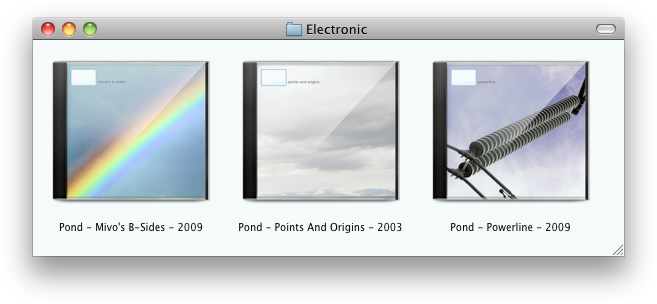 Electronic
mivo's b-sides
points and origins
powerline
Pond - Mivo's B-Sides - 2009
Pond - Points And Origins - 2003
Pond - Powerline - 2009